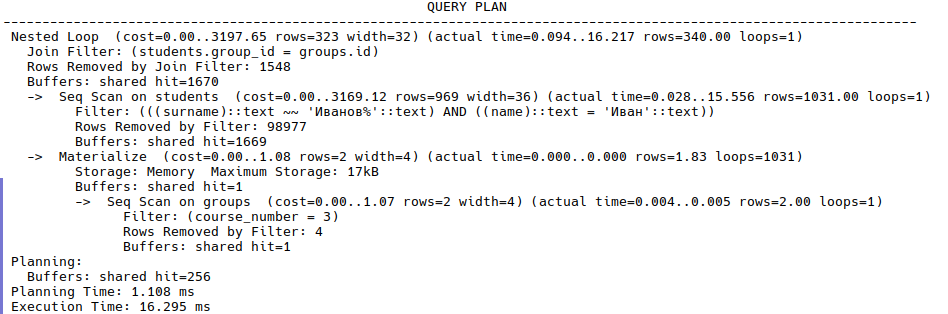 QUERY PLAN
-------------------------------------------------------------------------------------------------------------------
Nested Loop  (cost=0.00..3197.65 rows=323 width=32) (actual time=0.094..16.217 rows=340.00 loops=1)
  Join Filter: (students.group_id = groups.id)
  Rows Removed by Join Filter: 1548
  Buffers: shared hit=1670
  ->  Seq Scan on students  (cost=0.00..3169.12 rows=969 width=36) (actual time=0.028..15.556 rows=1031.00 loops=1)
        Filter: (((surname)::text ~~ 'Иванов%'::text) AND ((name)::text = 'Иван'::text))
        Rows Removed by Filter: 98977
        Buffers: shared hit=1669
  ->  Materialize  (cost=0.00..1.08 rows=2 width=4) (actual time=0.000..0.000 rows=1.83 loops=1031)
        Storage: Memory  Maximum Storage: 17kB
        Buffers: shared hit=1
        ->  Seq Scan on groups  (cost=0.00..1.07 rows=2 width=4) (actual time=0.004..0.005 rows=2.00 loops=1)
              Filter: (course_number = 3)
              Rows Removed by Filter: 4
              Buffers: shared hit=1
Planning:
  Buffers: shared hit=256
Planning Time: 1.108 ms
Execution Time: 16.295 ms